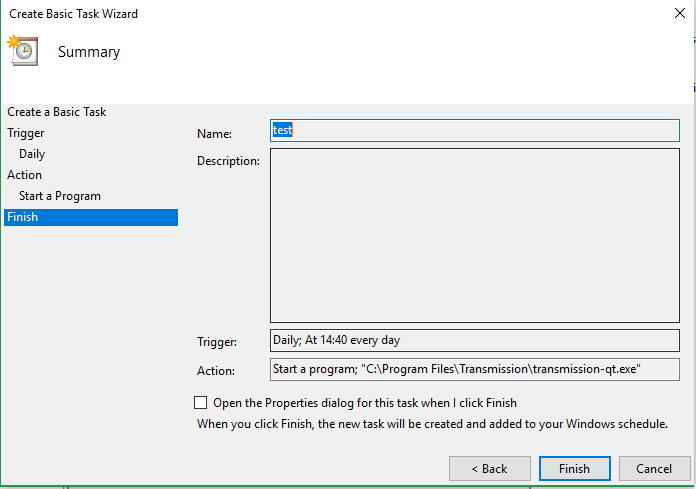 Create Basic Task Wizard
Summary
Create a Basic Task
Trigger
Daily
Action
Start a Program
Finish
Name:
test
Description:
Trigger:
Daily; At 14:40 every day
Action:
Start a program; "C:\Program Files\Transmission\transmission-qt.exe"
Open the Properties dialog for this task when I click Finish
When you click Finish, the new task will be created and added to your Windows schedule.
< Back
Finish
Cancel